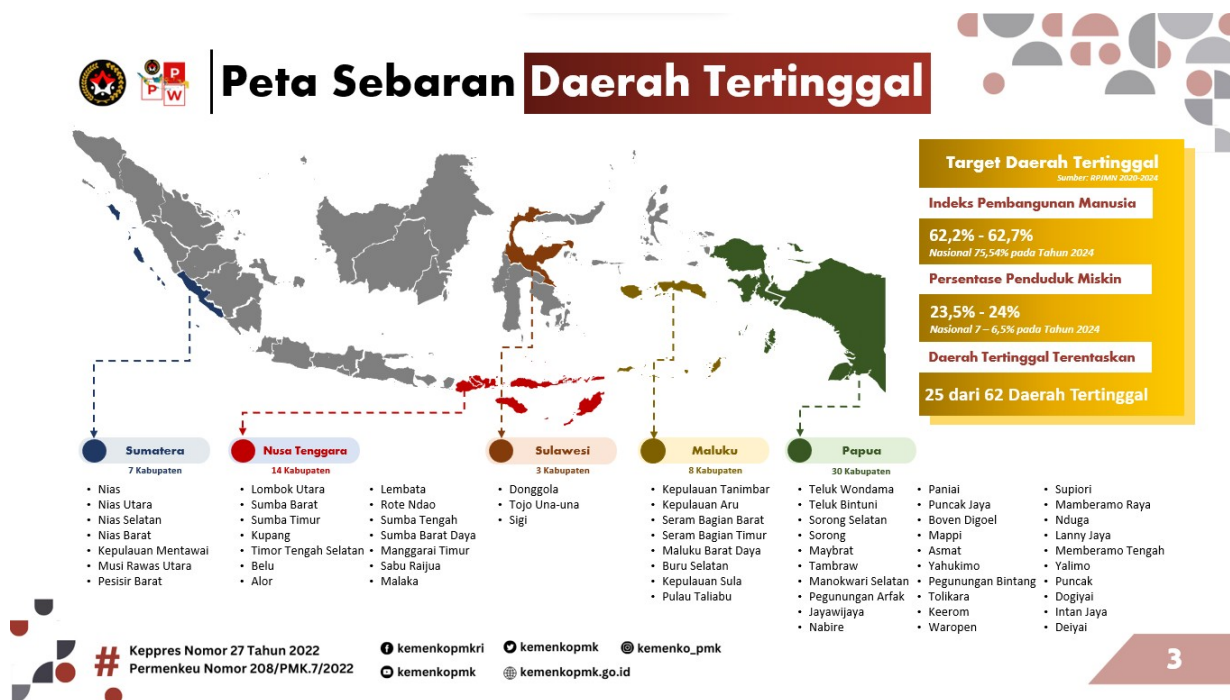 P
P
W
Peta Sebaran Daerah Tertinggal
Target Daerah Tertinggal
Sumber: RPJMN 2020-2024
Indeks Pembangunan Manusia
62,2% - 62,7%
Nasional 75,54% pada Tahun 2024
Persentase Penduduk Miskin
23,5% - 24%
Nasional 7 – 6,5% pada Tahun 2024
Daerah Tertinggal Terentaskan
25 dari 62 Daerah Tertinggal
Sumatera
7 Kabupaten
• Nias
• Nias Utara
• Nias Selatan
• Nias Barat
• Kepulauan Mentawai
• Musi Rawas Utara
• Pesisir Barat
Nusa Tenggara
14 Kabupaten
• Lombok Utara
• Sumba Barat
• Sumba Timur
• Kupang
• Timor Tengah Selatan
• Belu
• Alor
• Lembata
• Rote Ndao
• Sumba Tengah
• Sumba Barat Daya
• Manggarai Timur
• Sabu Raijua
• Malaka
Sulawesi
3 Kabupaten
• Donggola
• Tojo Una-una
• Sigi
Maluku
8 Kabupaten
• Kepulauan Tanimbar
• Kepulauan Aru
• Seram Bagian Barat
• Seram Bagian Timur
• Maluku Barat Daya
• Buru Selatan
• Kepulauan Sula
• Pulau Taliabu
Papua
30 Kabupaten
• Teluk Wondama
• Teluk Bintuni
• Sorong Selatan
• Sorong
• Maybrat
• Tambraw
• Manokwari Selatan
• Pegunungan Arfak
• Jayawijaya
• Nabire
• Paniai
• Puncak Jaya
• Boven Digoel
• Mappi
• Asmat
• Yahukimo
• Pegunungan Bintang
• Tolikara
• Keerom
• Waropen
• Supiori
• Mamberamo Raya
• Nduga
• Lanny Jaya
• Memberamo Tengah
• Yalimo
• Puncak
• Dogiyai
• Intan Jaya
• Deiyai
# Keppres Nomor 27 Tahun 2022
Permenkeu Nomor 208/PMK.7/2022
kemenkopmkri
kemenkopmk
kemenko_pmk
kemenkopmk
kemenkopmk.go.id
3